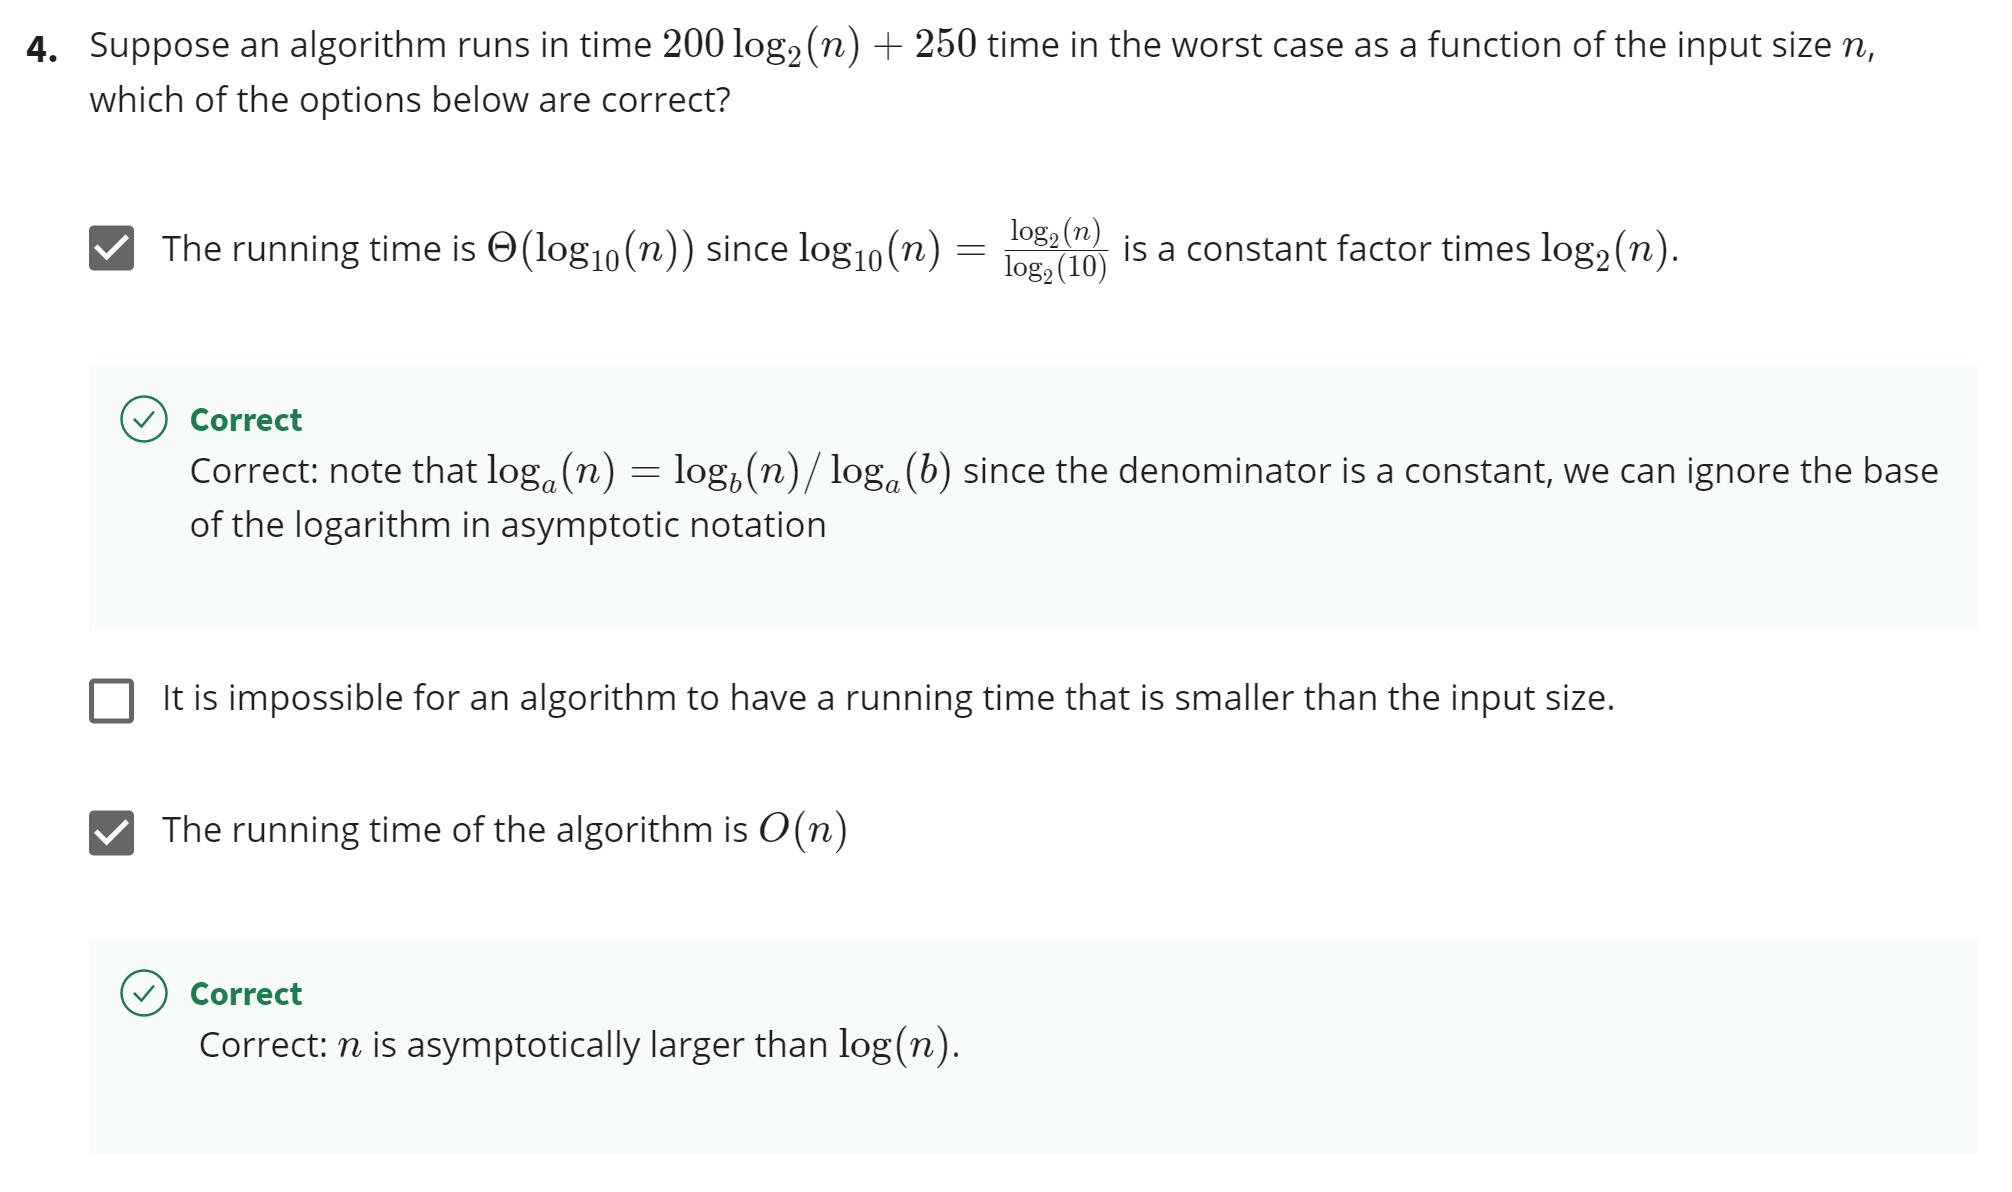 4. Suppose an algorithm runs in time 200 log₂(n) + 250 time in the worst case as a function of the input size n,
which of the options below are correct?
The running time is Θ(log₁₀(n)) since log₁₀(n) = log₂(n)/log₂(10) is a constant factor times log₂(n).
Correct
Correct: note that logₐ(n) = log_b(n)/ logₐ(b) since the denominator is a constant, we can ignore the base
of the logarithm in asymptotic notation
It is impossible for an algorithm to have a running time that is smaller than the input size.
The running time of the algorithm is O(n)
Correct
Correct: n is asymptotically larger than log(n).